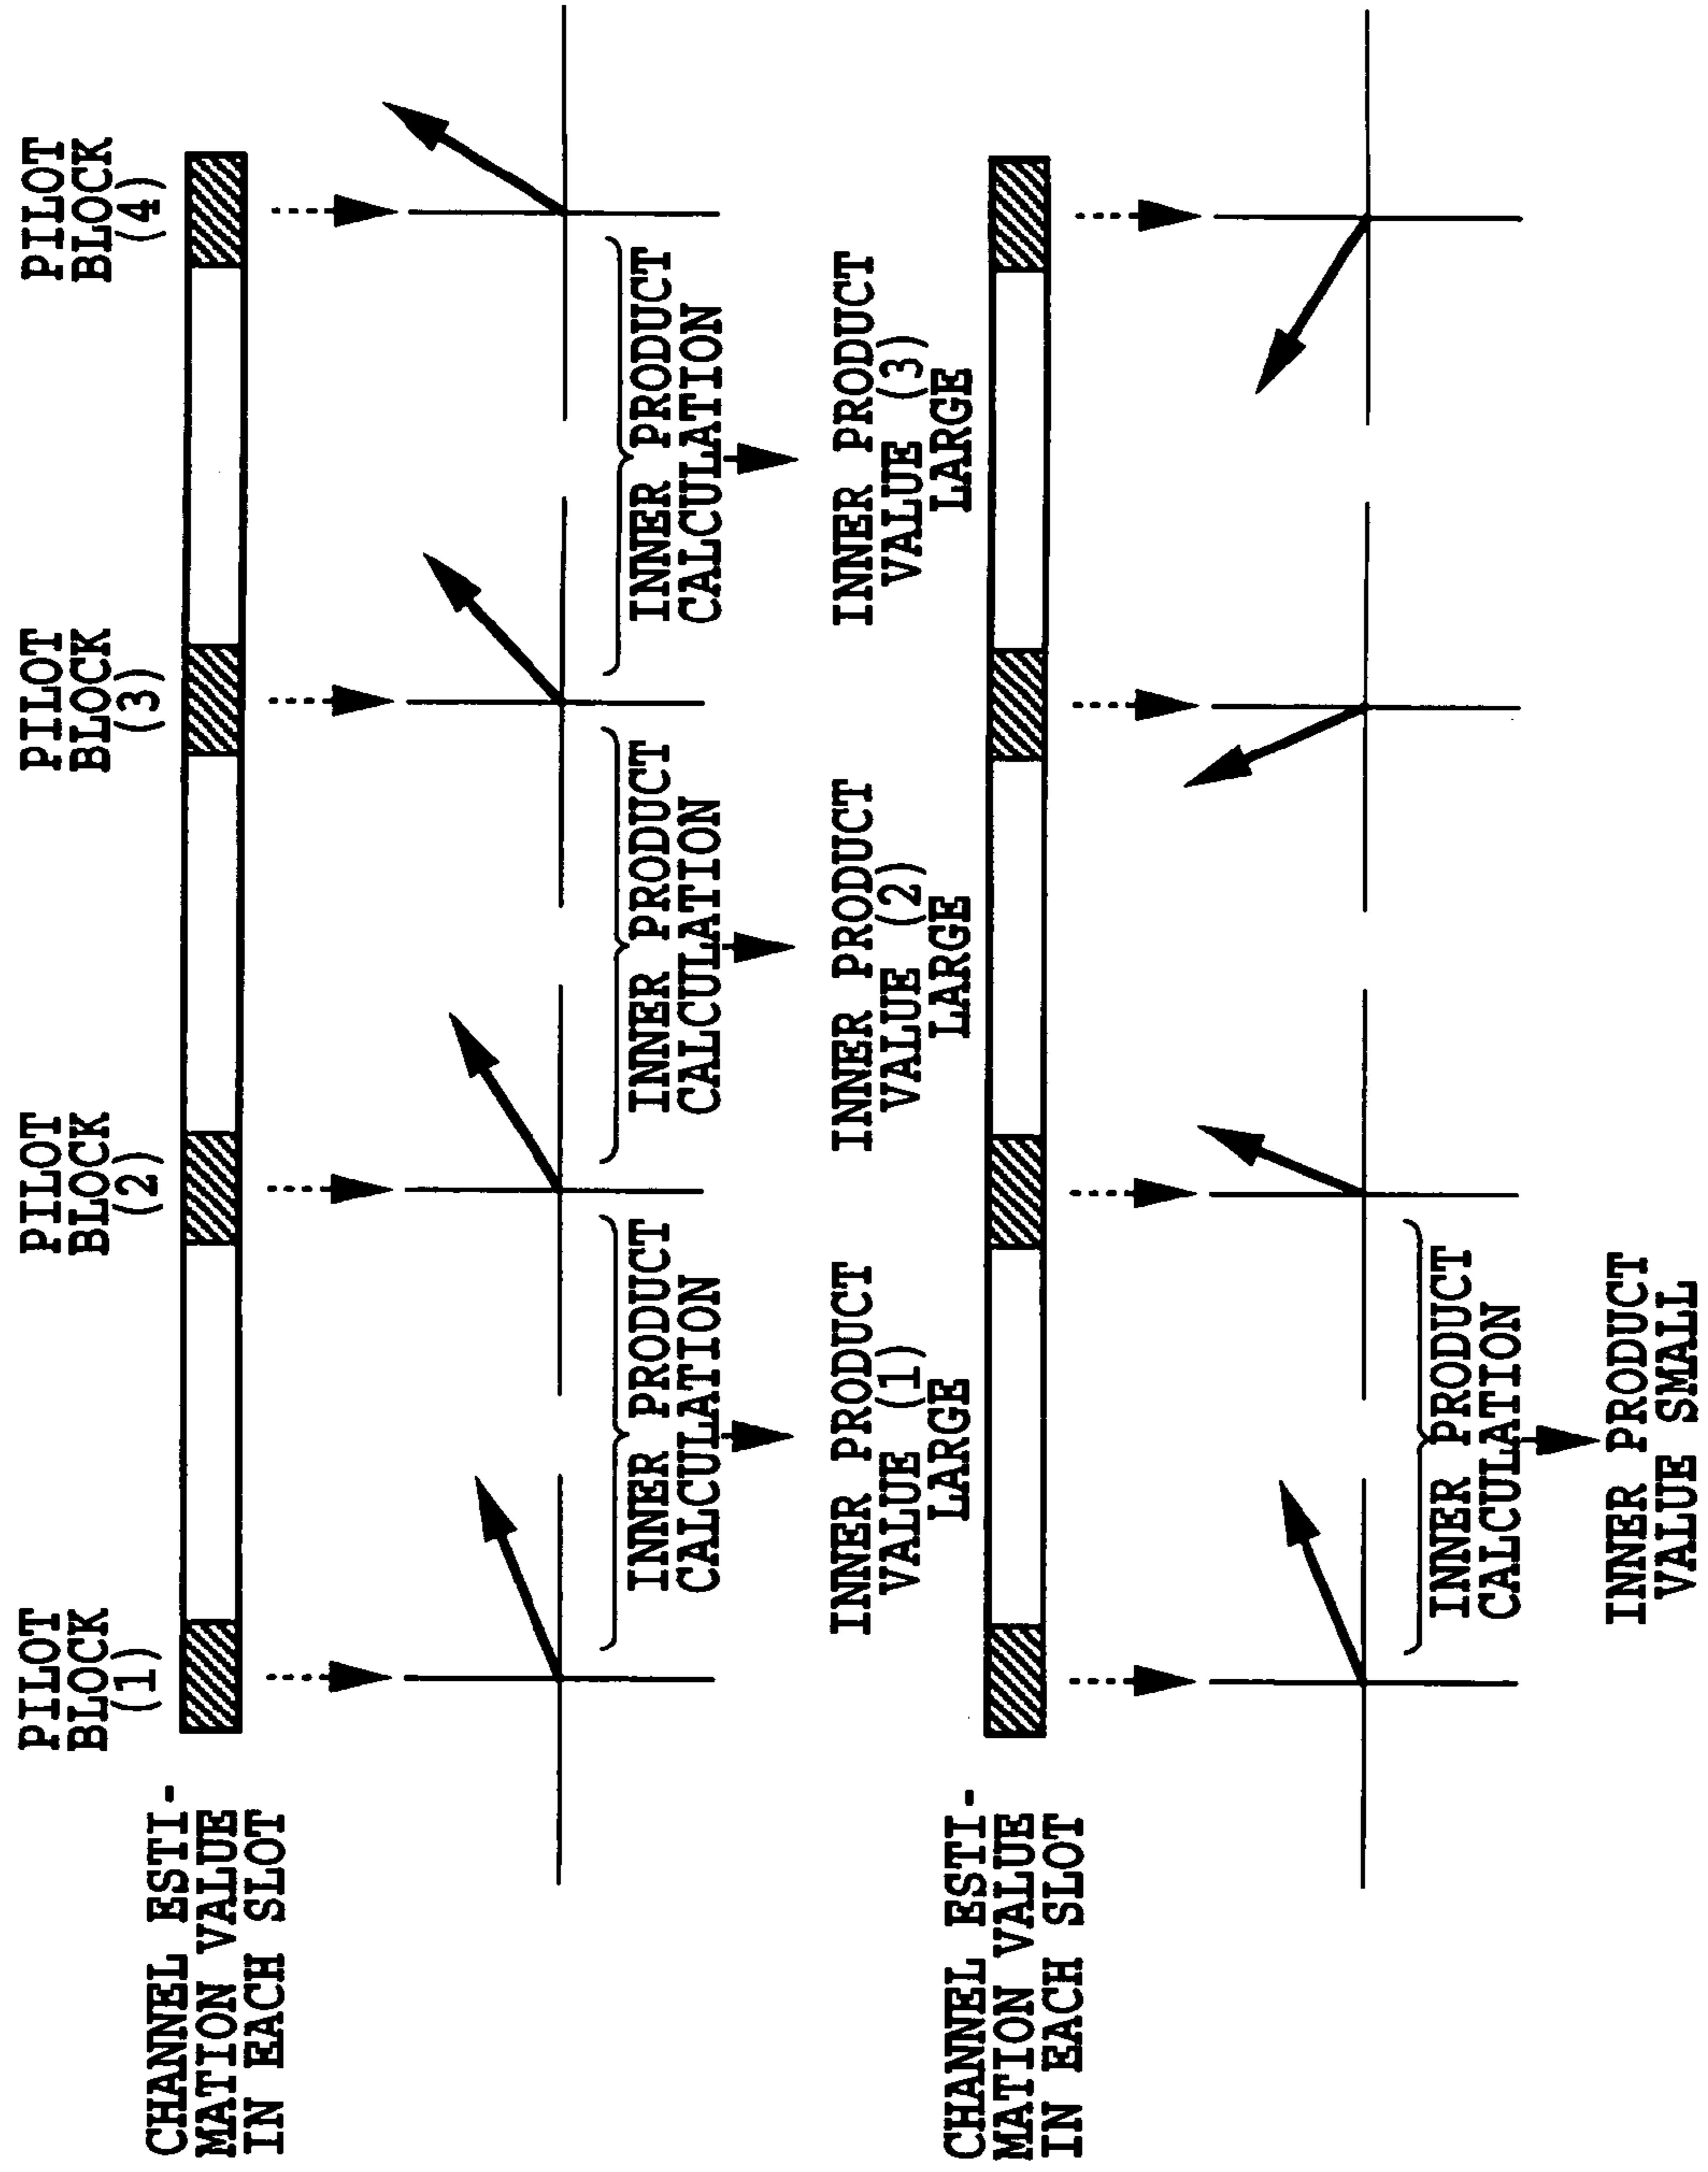 PILOT
BLOCK
(1)
PILOT
BLOCK
(2)
PILOT
BLOCK
(3)
PILOT
BLOCK
(4)
CHANNEL ESTI-
MATION VALUE
IN EACH SLOT
INNER PRODUCT
CALCULATION
INNER PRODUCT
CALCULATION
INNER PRODUCT
CALCULATION
INNER PRODUCT
VALUE (1)
LARGE
INNER PRODUCT
VALUE (2)
LARGE
INNER PRODUCT
VALUE (3)
LARGE
CHANNEL ESTI-
MATION VALUE
IN EACH SLOT
INNER PRODUCT
CALCULATION
INNER PRODUCT
VALUE SMALL